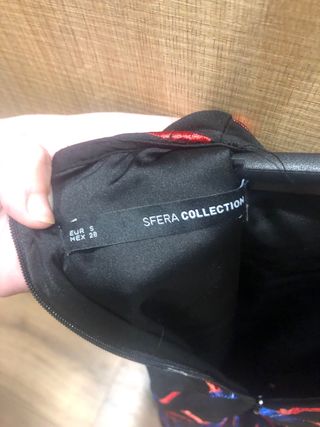 SFERA COLLECTION
EUR S
MEX 28